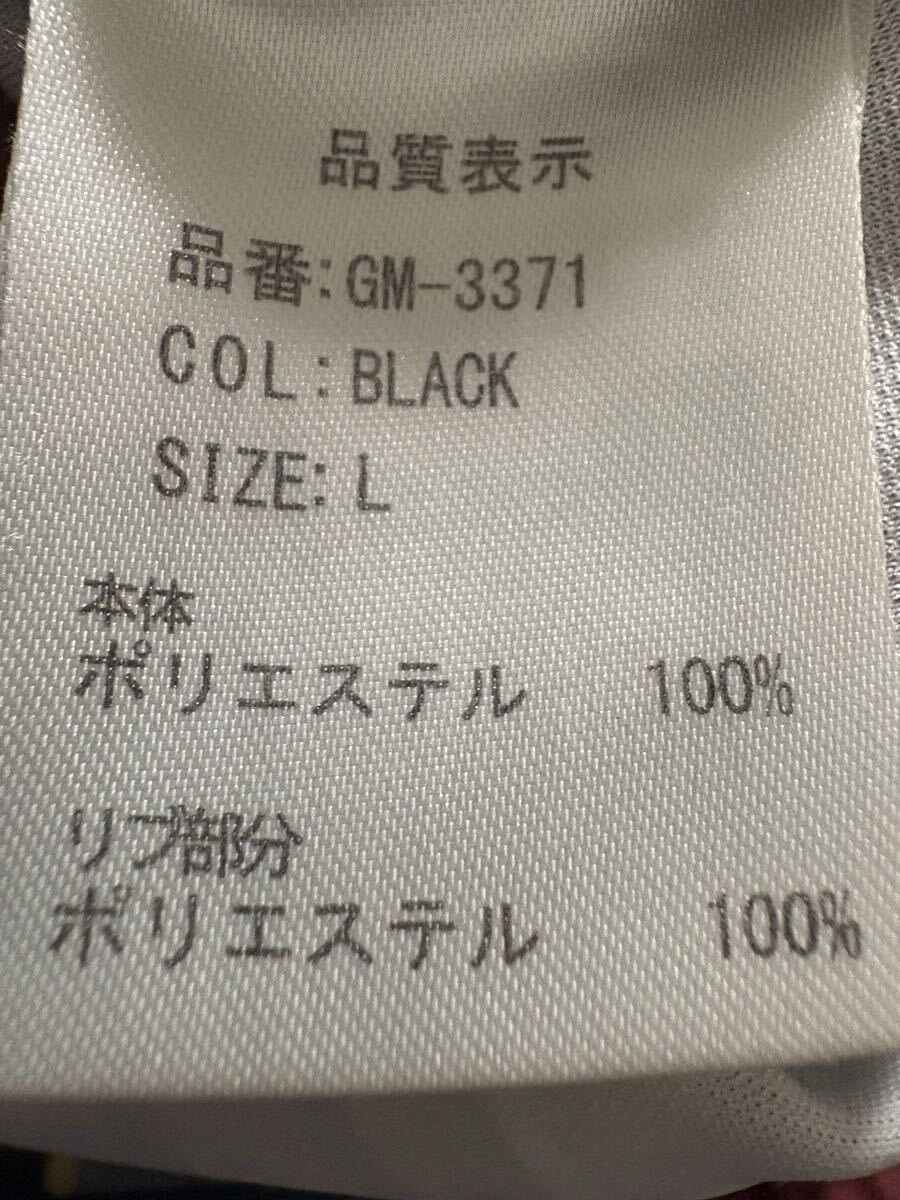 品質表示
品番:GM-3371
COL:BLACK
SIZE:L
本体
ポリエステル 100%
リブ部分
ポリエステル 100%